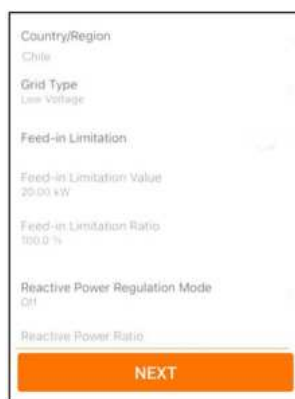 Country/Region
Chile
Grid Type
Low Voltage
Feed-in Limitation
Feed-in Limitation Value
20.00 kW
Feed-in Limitation Ratio
100.0 %
Reactive Power Regulation Mode
Off
Reactive Power Ratio
NEXT